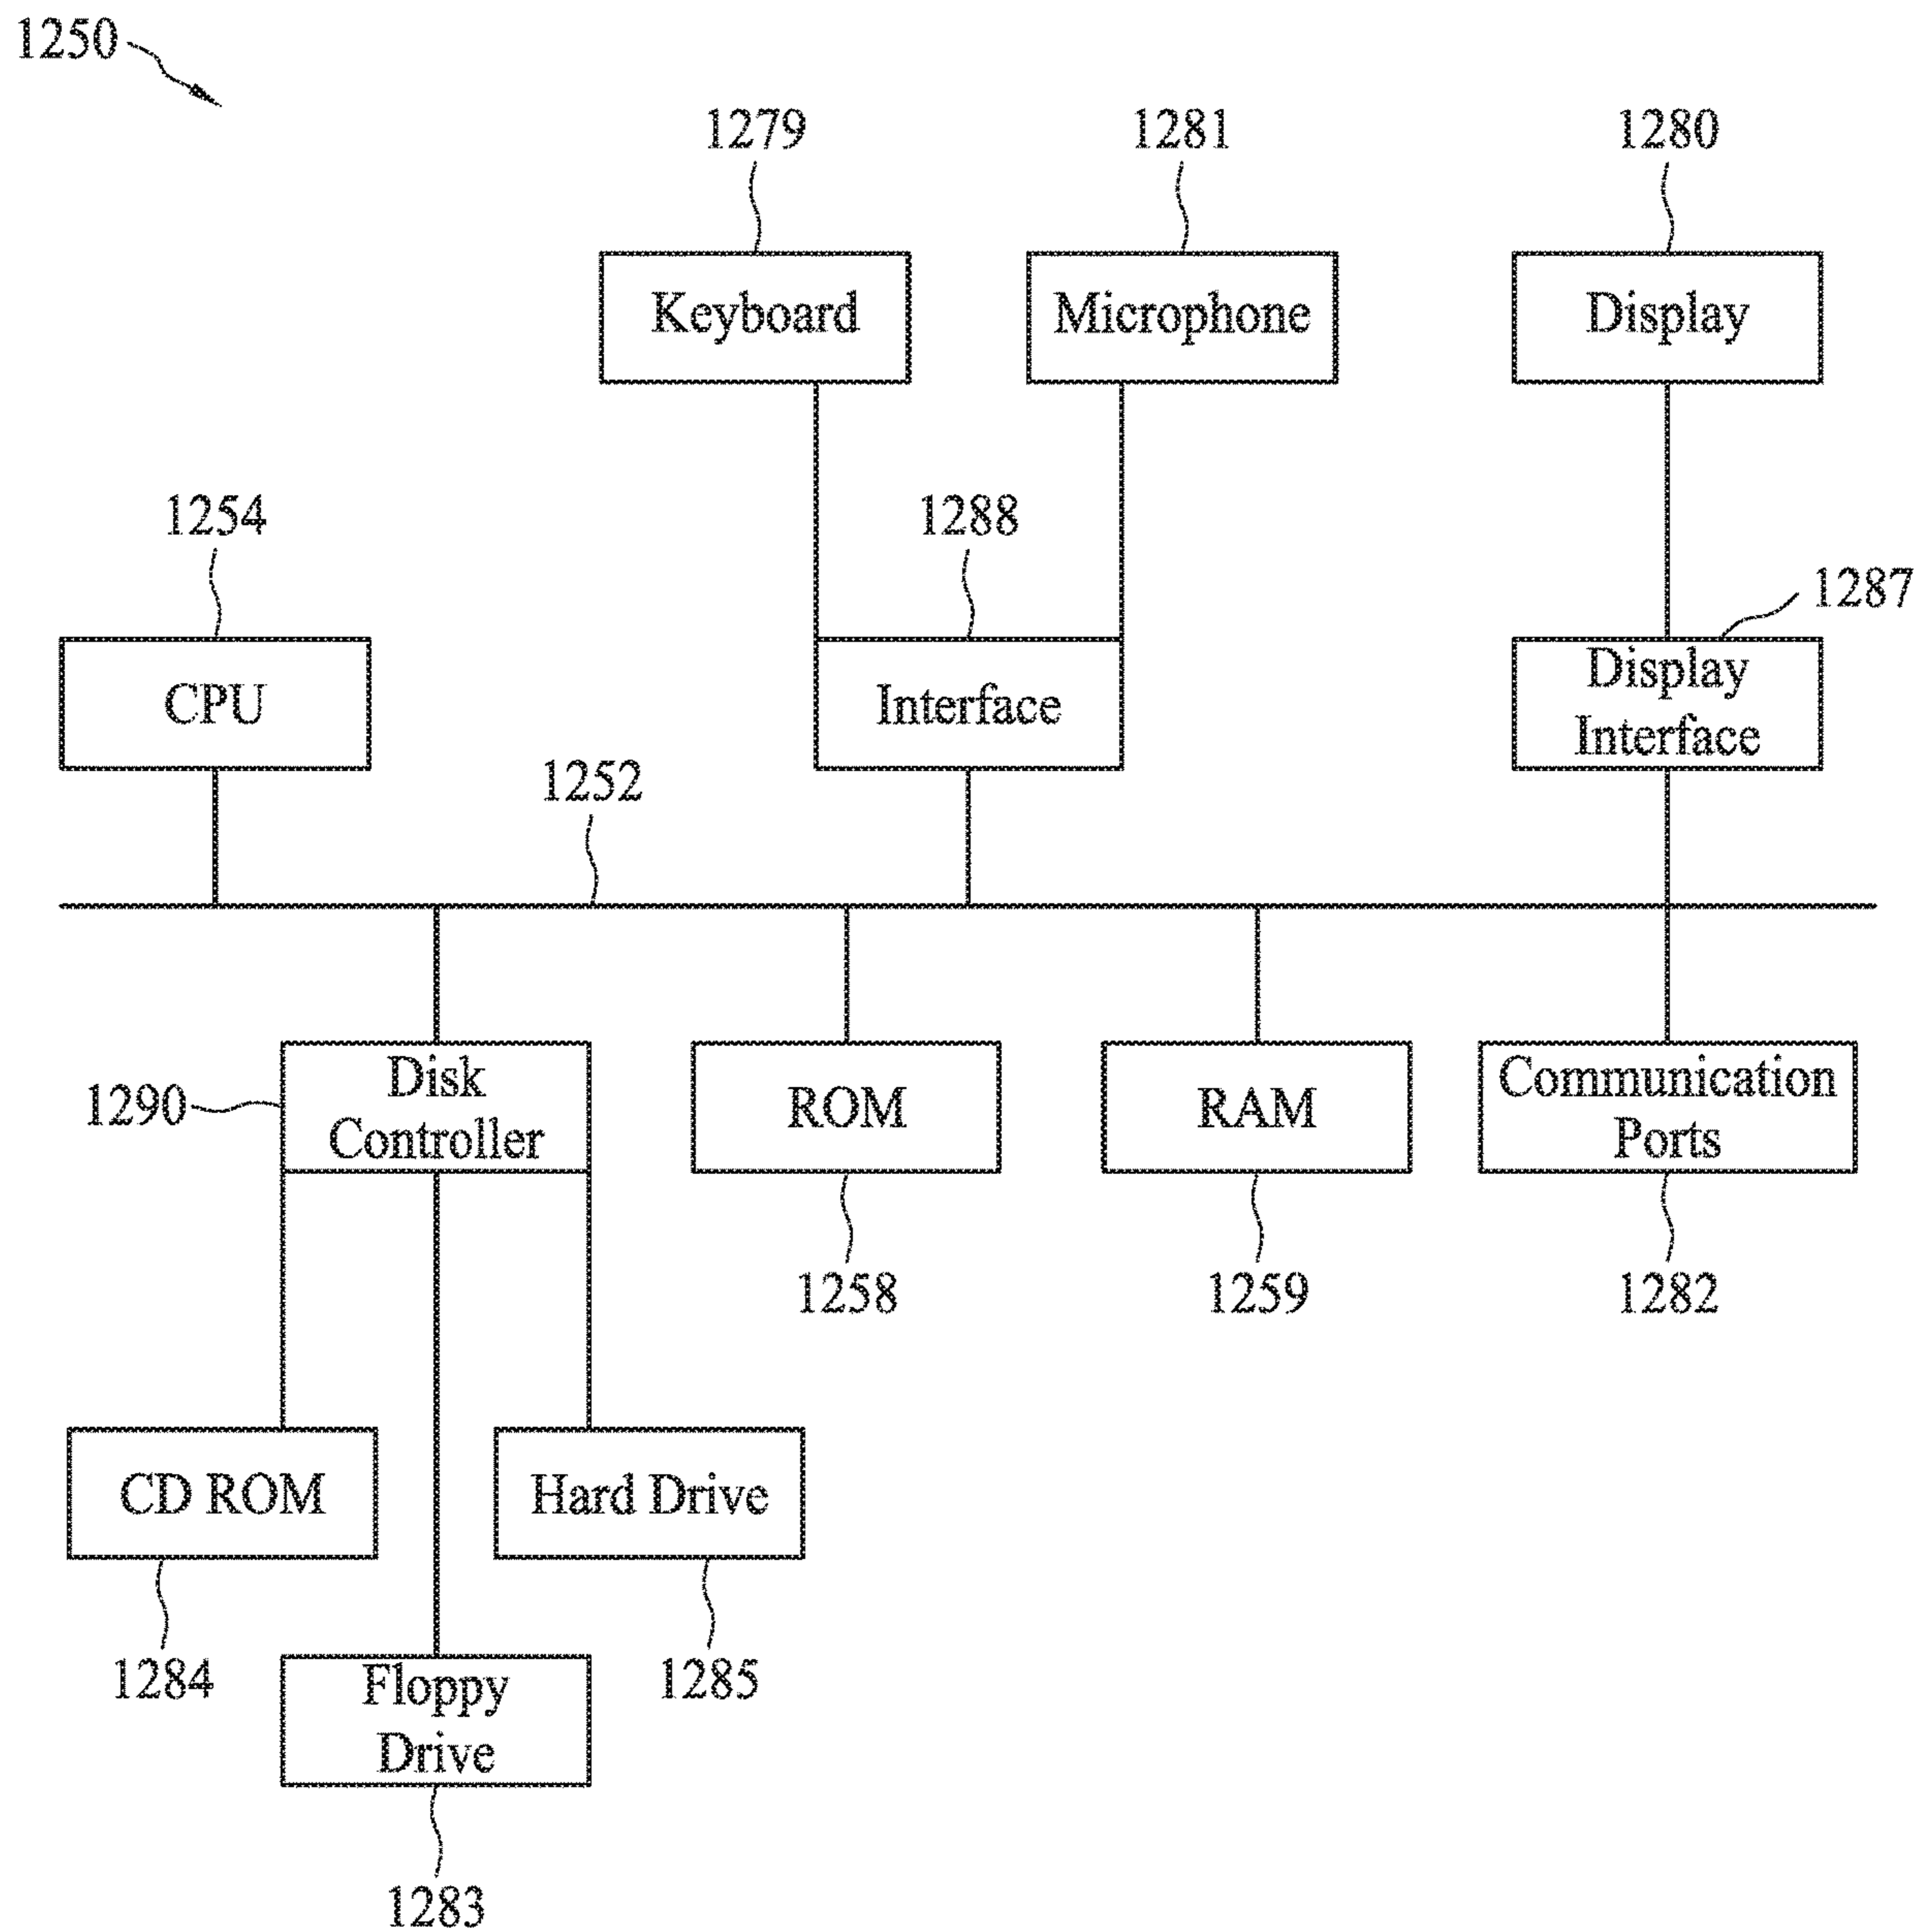 1250
1279
1281
1280
Keyboard
Microphone
Display
1254
1288
1287
CPU
Interface
Display
Interface
1252
1290
Disk
Controller
ROM
RAM
Communication
Ports
1258
1259
1282
CD ROM
Hard Drive
1284
1285
Floppy
Drive
1283